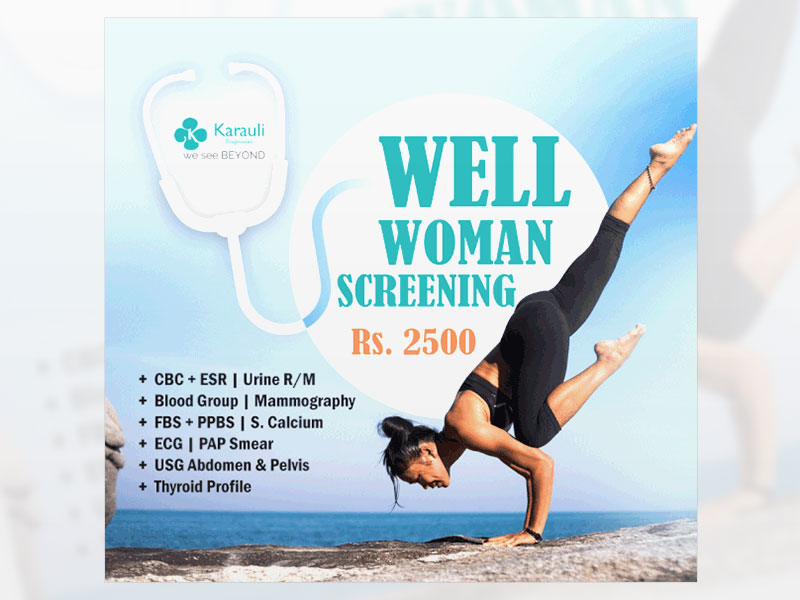 Karauli
Diagnostics
we see BEYOND
WELL
WOMAN
SCREENING
Rs. 2500
+ CBC + ESR | Urine R/M
+ Blood Group | Mammography
+ FBS + PPBS | S. Calcium
+ ECG | PAP Smear
+ USG Abdomen & Pelvis
+ Thyroid Profile